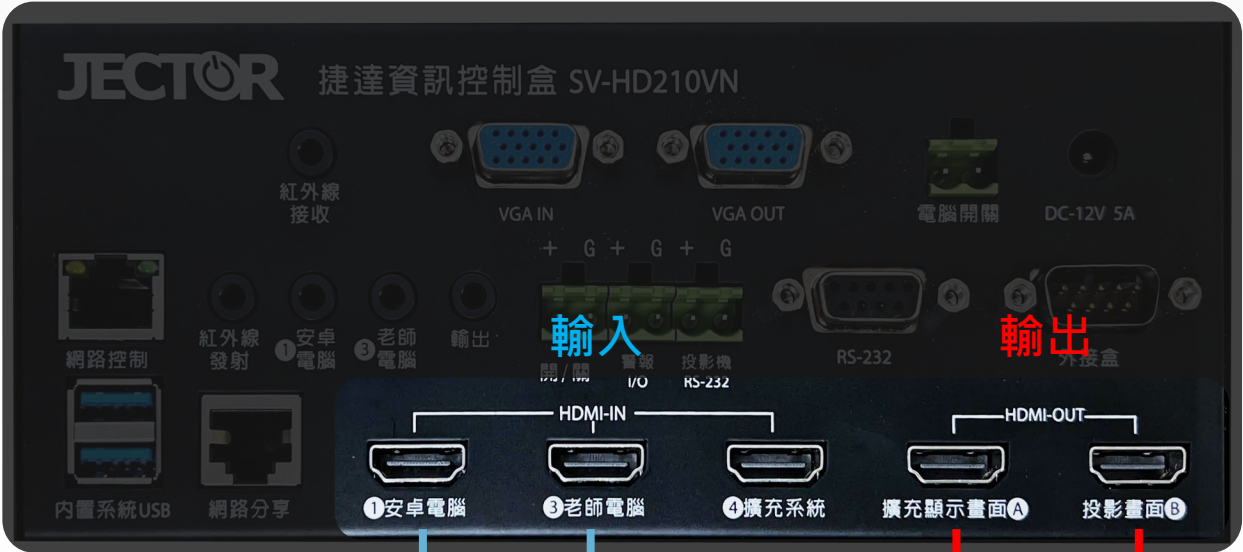 JECTOR 捷達資訊控制盒 SV-HD210VN
紅外線
接收
VGA IN
VGA OUT
電腦開關
DC-12V 5A
+ G + G + G
網路控制
紅外線
發射
①安卓
電腦
③老師
電腦
輸出
輸入
開/關
警報
I/O
投影機
RS-232
RS-232
輸出
外接盒
HDMI-IN
HDMI-OUT
內置系統USB
網路分享
①安卓電腦
③老師電腦
④擴充系統
擴充顯示畫面Ⓐ
投影畫面Ⓑ